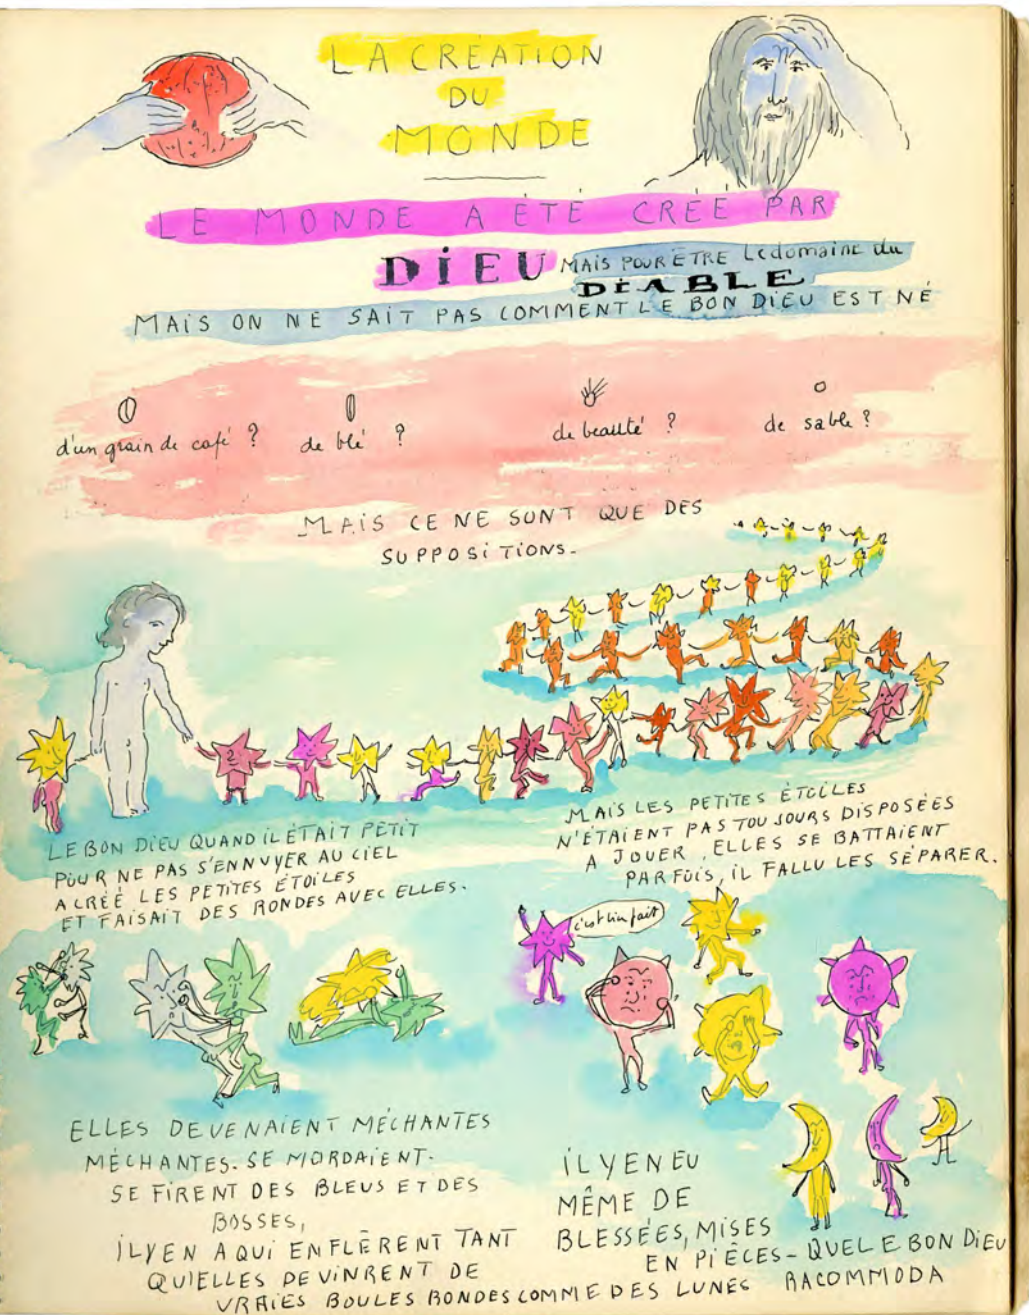 LA CRÉATION
DU
MONDE
LE MONDE A ÉTÉ CRÉÉ PAR
DIEU MAIS POUR ÊTRE Le domaine du
DIABLE
MAIS ON NE SAIT PAS COMMENT LE BON DIEU EST NÉ
d'un grain de café ? de blé ? de beauté ? de sable ?
MAIS CE NE SONT QUE DES
SUPPOSITIONS.
LE BON DIEU QUAND IL ÉTAIT PETIT
POUR NE PAS S'ENNUYER AU CIEL
A CRÉÉ LES PETITES ÉTOILES
ET FAISAIT DES RONDES AVEC ELLES.
MAIS LES PETITES ÉTOILES
N'ÉTAIENT PAS TOUJOURS DISPOSÉES
A JOUER, ELLES SE BATTAIENT
PARFOIS, IL FALLU LES SÉPARER.
c'est bien fait
ELLES DEVENAIENT MÉCHANTES
MÉCHANTES. SE MORDAIENT.
SE FIRENT DES BLEUS ET DES
BOSSES,
IL Y EN A QUI ENFLÈRENT TANT
QU'ELLES DEVINRENT DE
VRAIES BOULES RONDES COMME DES LUNES
IL Y EN EU
MÊME DE
BLESSÉES, MISES
EN PIÈCES - QUE LE BON DIEU
RACOMMODA